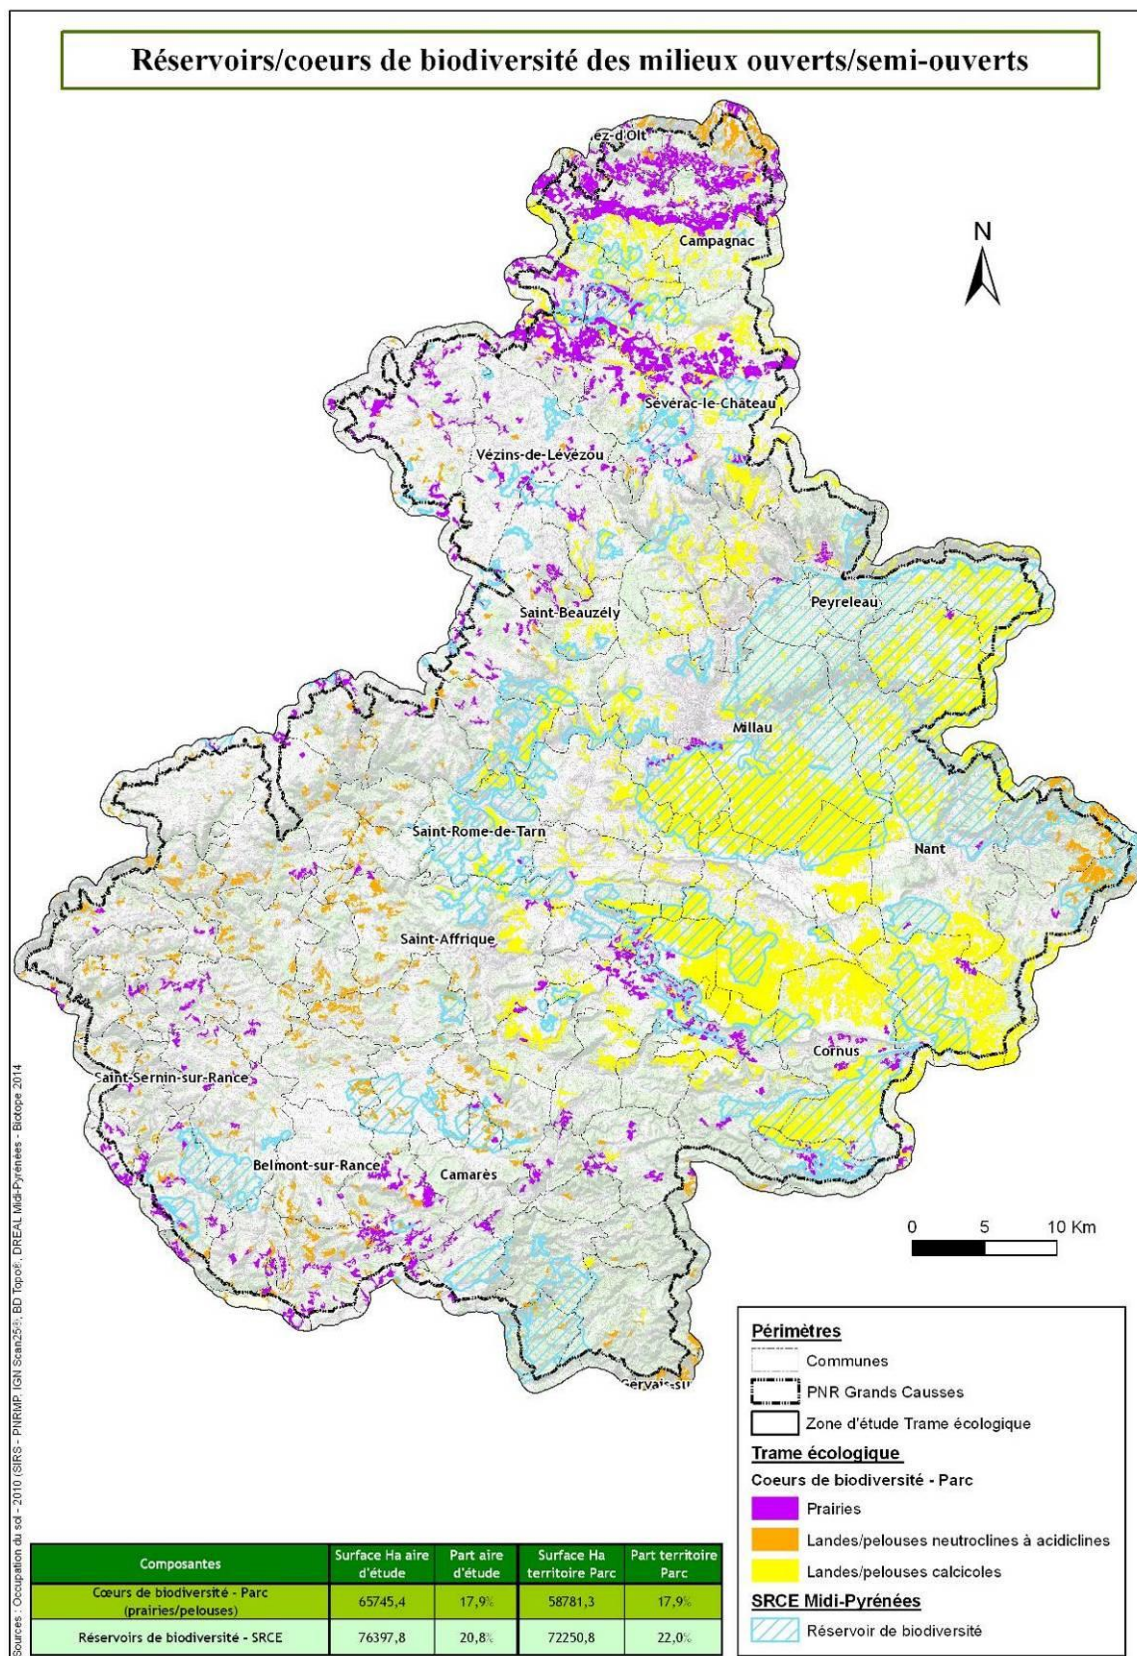 Réservoirs/coeurs de biodiversité des milieux ouverts/semi-ouverts
ez-d'Olt
Campagnac
N
Sévérac-le-Château
Vézins-de-Lévézou
Peyreleau
Saint-Beauzély
Millau
Saint-Rome-de-Tarn
Nant
Saint-Affrique
Cornus
Saint-Sernin-sur-Rance
Belmont-sur-Rance
Camarès
Gervais-su
0 5 10 Km
Périmètres
Communes
PNR Grands Causses
Zone d'étude Trame écologique
Trame écologique
Coeurs de biodiversité - Parc
Prairies
Landes/pelouses neutroclines à acidiclines
Landes/pelouses calcicoles
SRCE Midi-Pyrénées
Réservoir de biodiversité
Composantes
Surface Ha aire d'étude
Part aire d'étude
Surface Ha territoire Parc
Part territoire Parc
Cœurs de biodiversité - Parc (prairies/pelouses)
65745,4
17,9%
58781,3
17,9%
Réservoirs de biodiversité - SRCE
76397,8
20,8%
72250,8
22,0%
Sources : Occupation du sol - 2010 (SIRS - PNRMP, IGN Scan25®, BD Topo®, DREAL Midi-Pyrénées - Biotope 2014